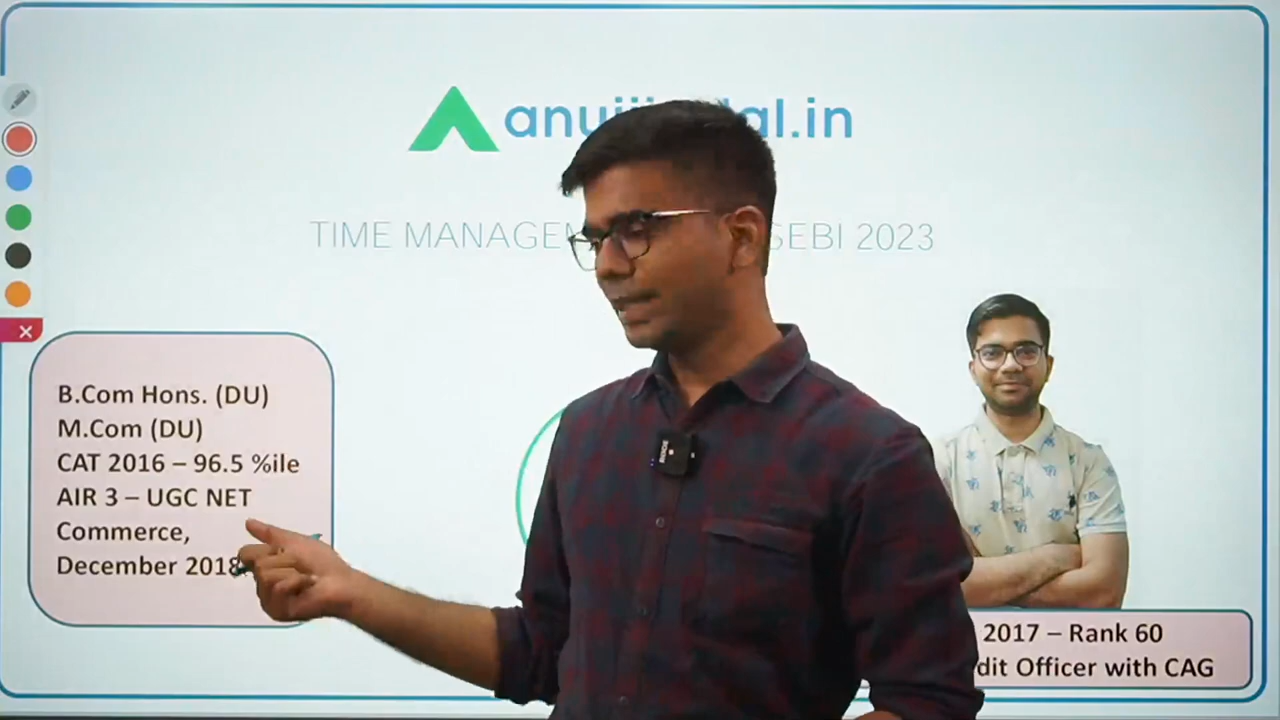 anuj al.in
TIME MANAGEM SEBI 2023
B.Com Hons. (DU)
M.Com (DU)
CAT 2016 – 96.5 %ile
AIR 3 – UGC NET
Commerce,
December 2018
2017 – Rank 60
dit Officer with CAG